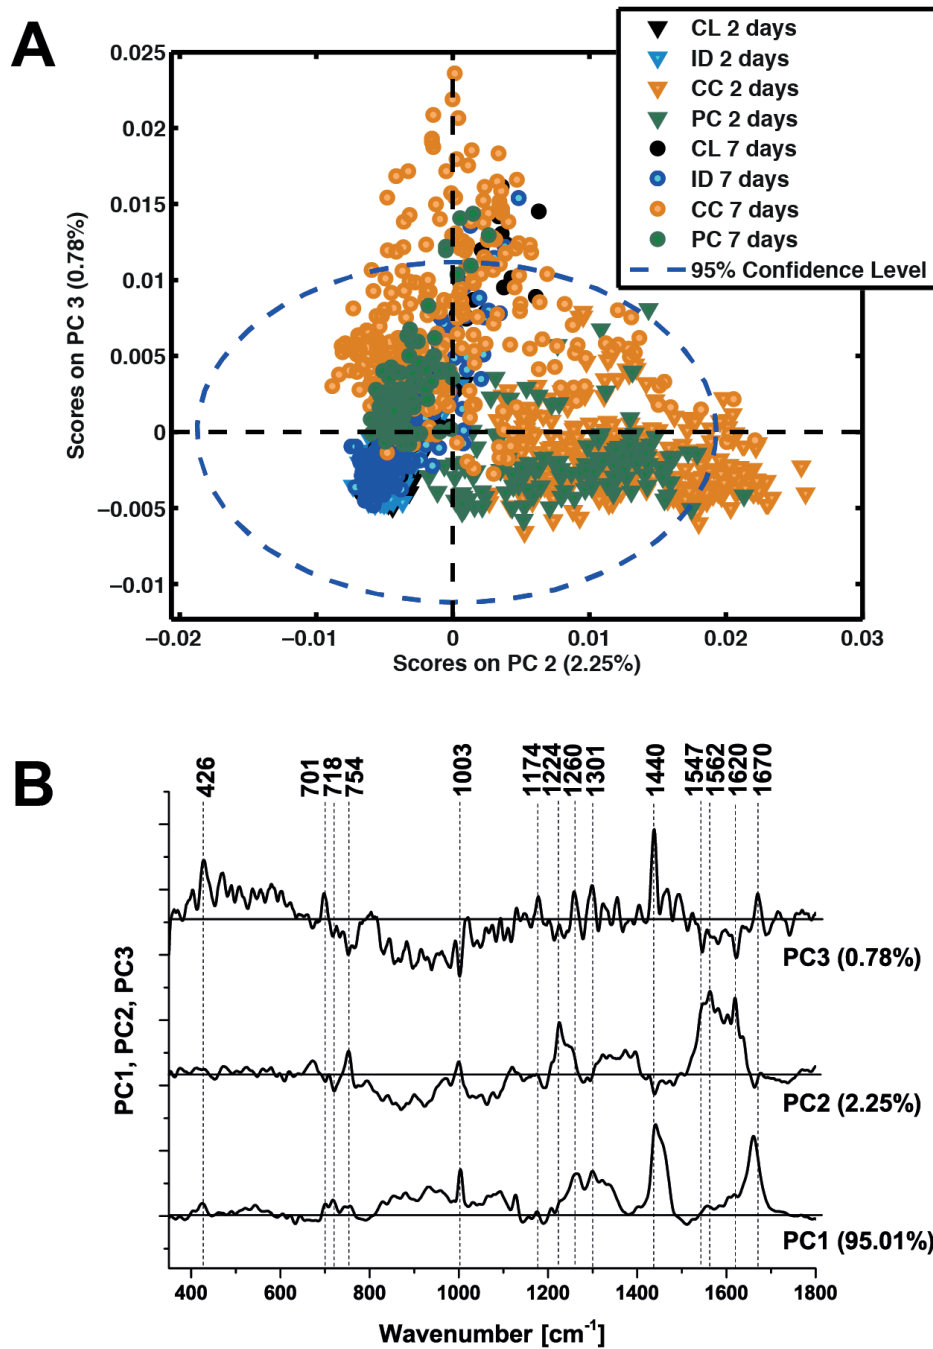 A
CL 2 days
ID 2 days
CC 2 days
PC 2 days
CL 7 days
ID 7 days
CC 7 days
PC 7 days
95% Confidence Level
0.025
0.02
0.015
0.01
0.005
0
−0.005
−0.01
Scores on PC 3 (0.78%)
−0.02 −0.01 0 0.01 0.02 0.03
Scores on PC 2 (2.25%)
B
426 701 718 754 1003 1174 1224 1260 1301 1440 1547 1562 1620 1670
PC1, PC2, PC3
PC3 (0.78%)
PC2 (2.25%)
PC1 (95.01%)
400 600 800 1000 1200 1400 1600 1800
Wavenumber [cm⁻¹]